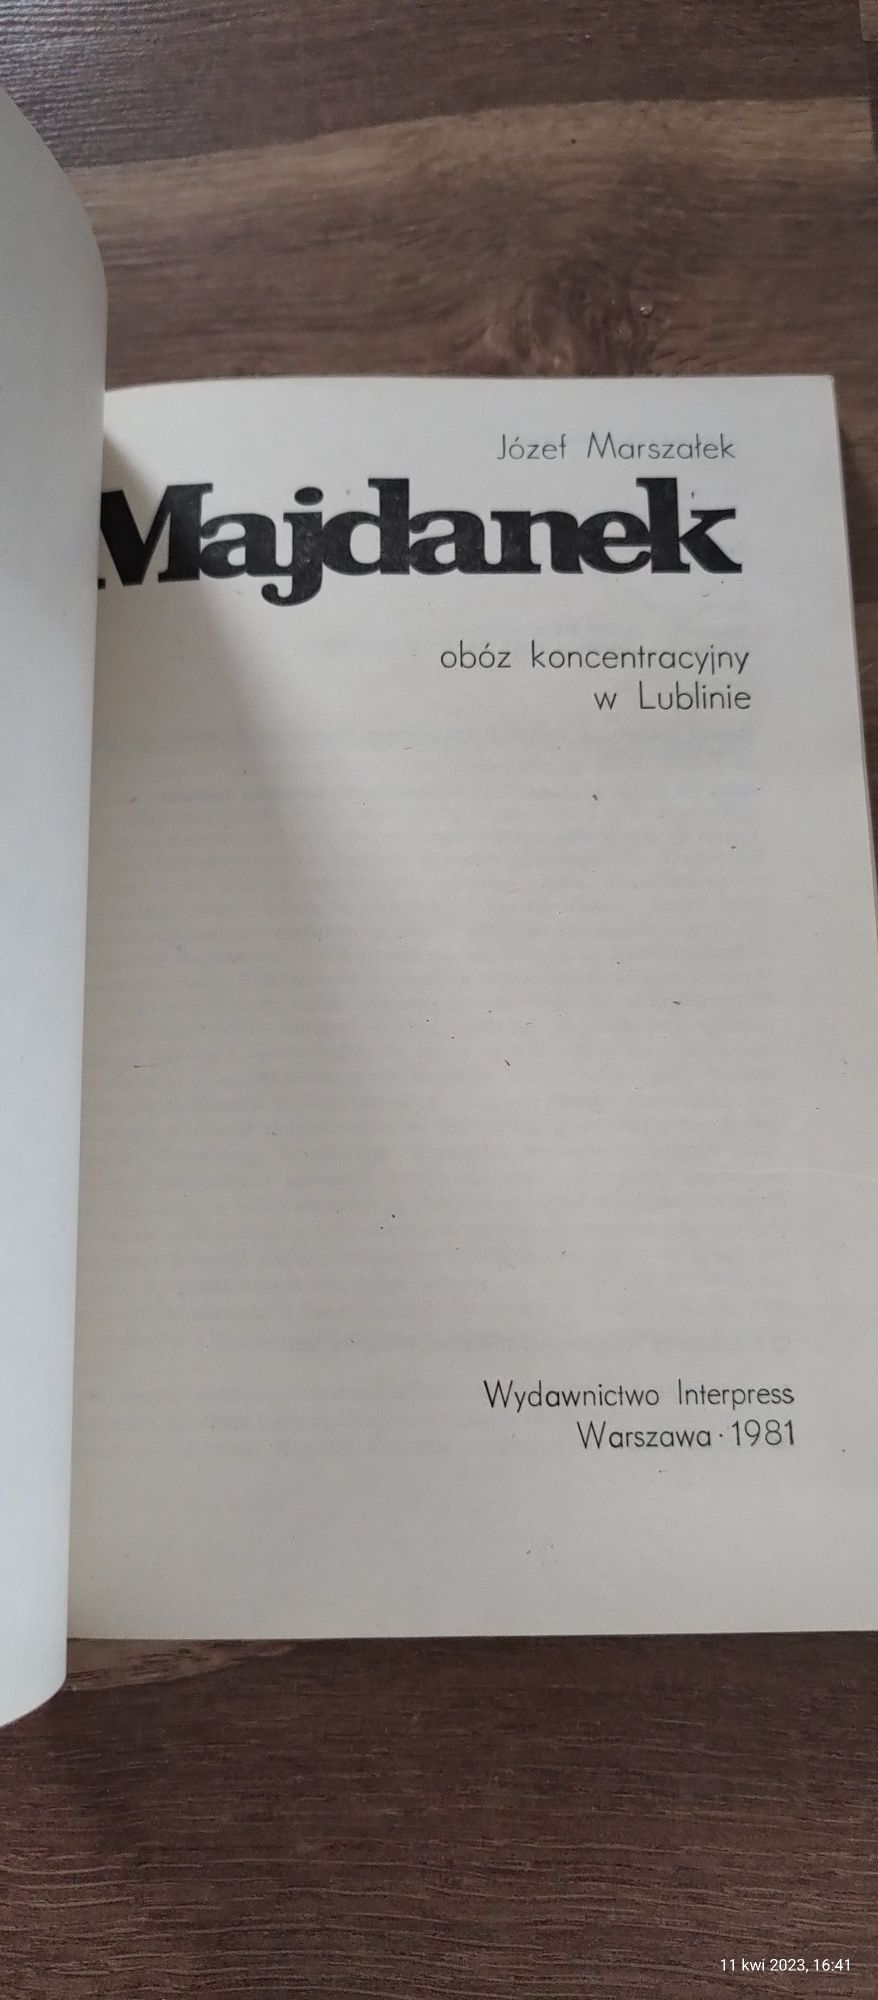 Józef Marszałek
Majdanek
obóz koncentracyjny
w Lublinie
Wydawnictwo Interpress
Warszawa · 1981
11 kwi 2023, 16:41